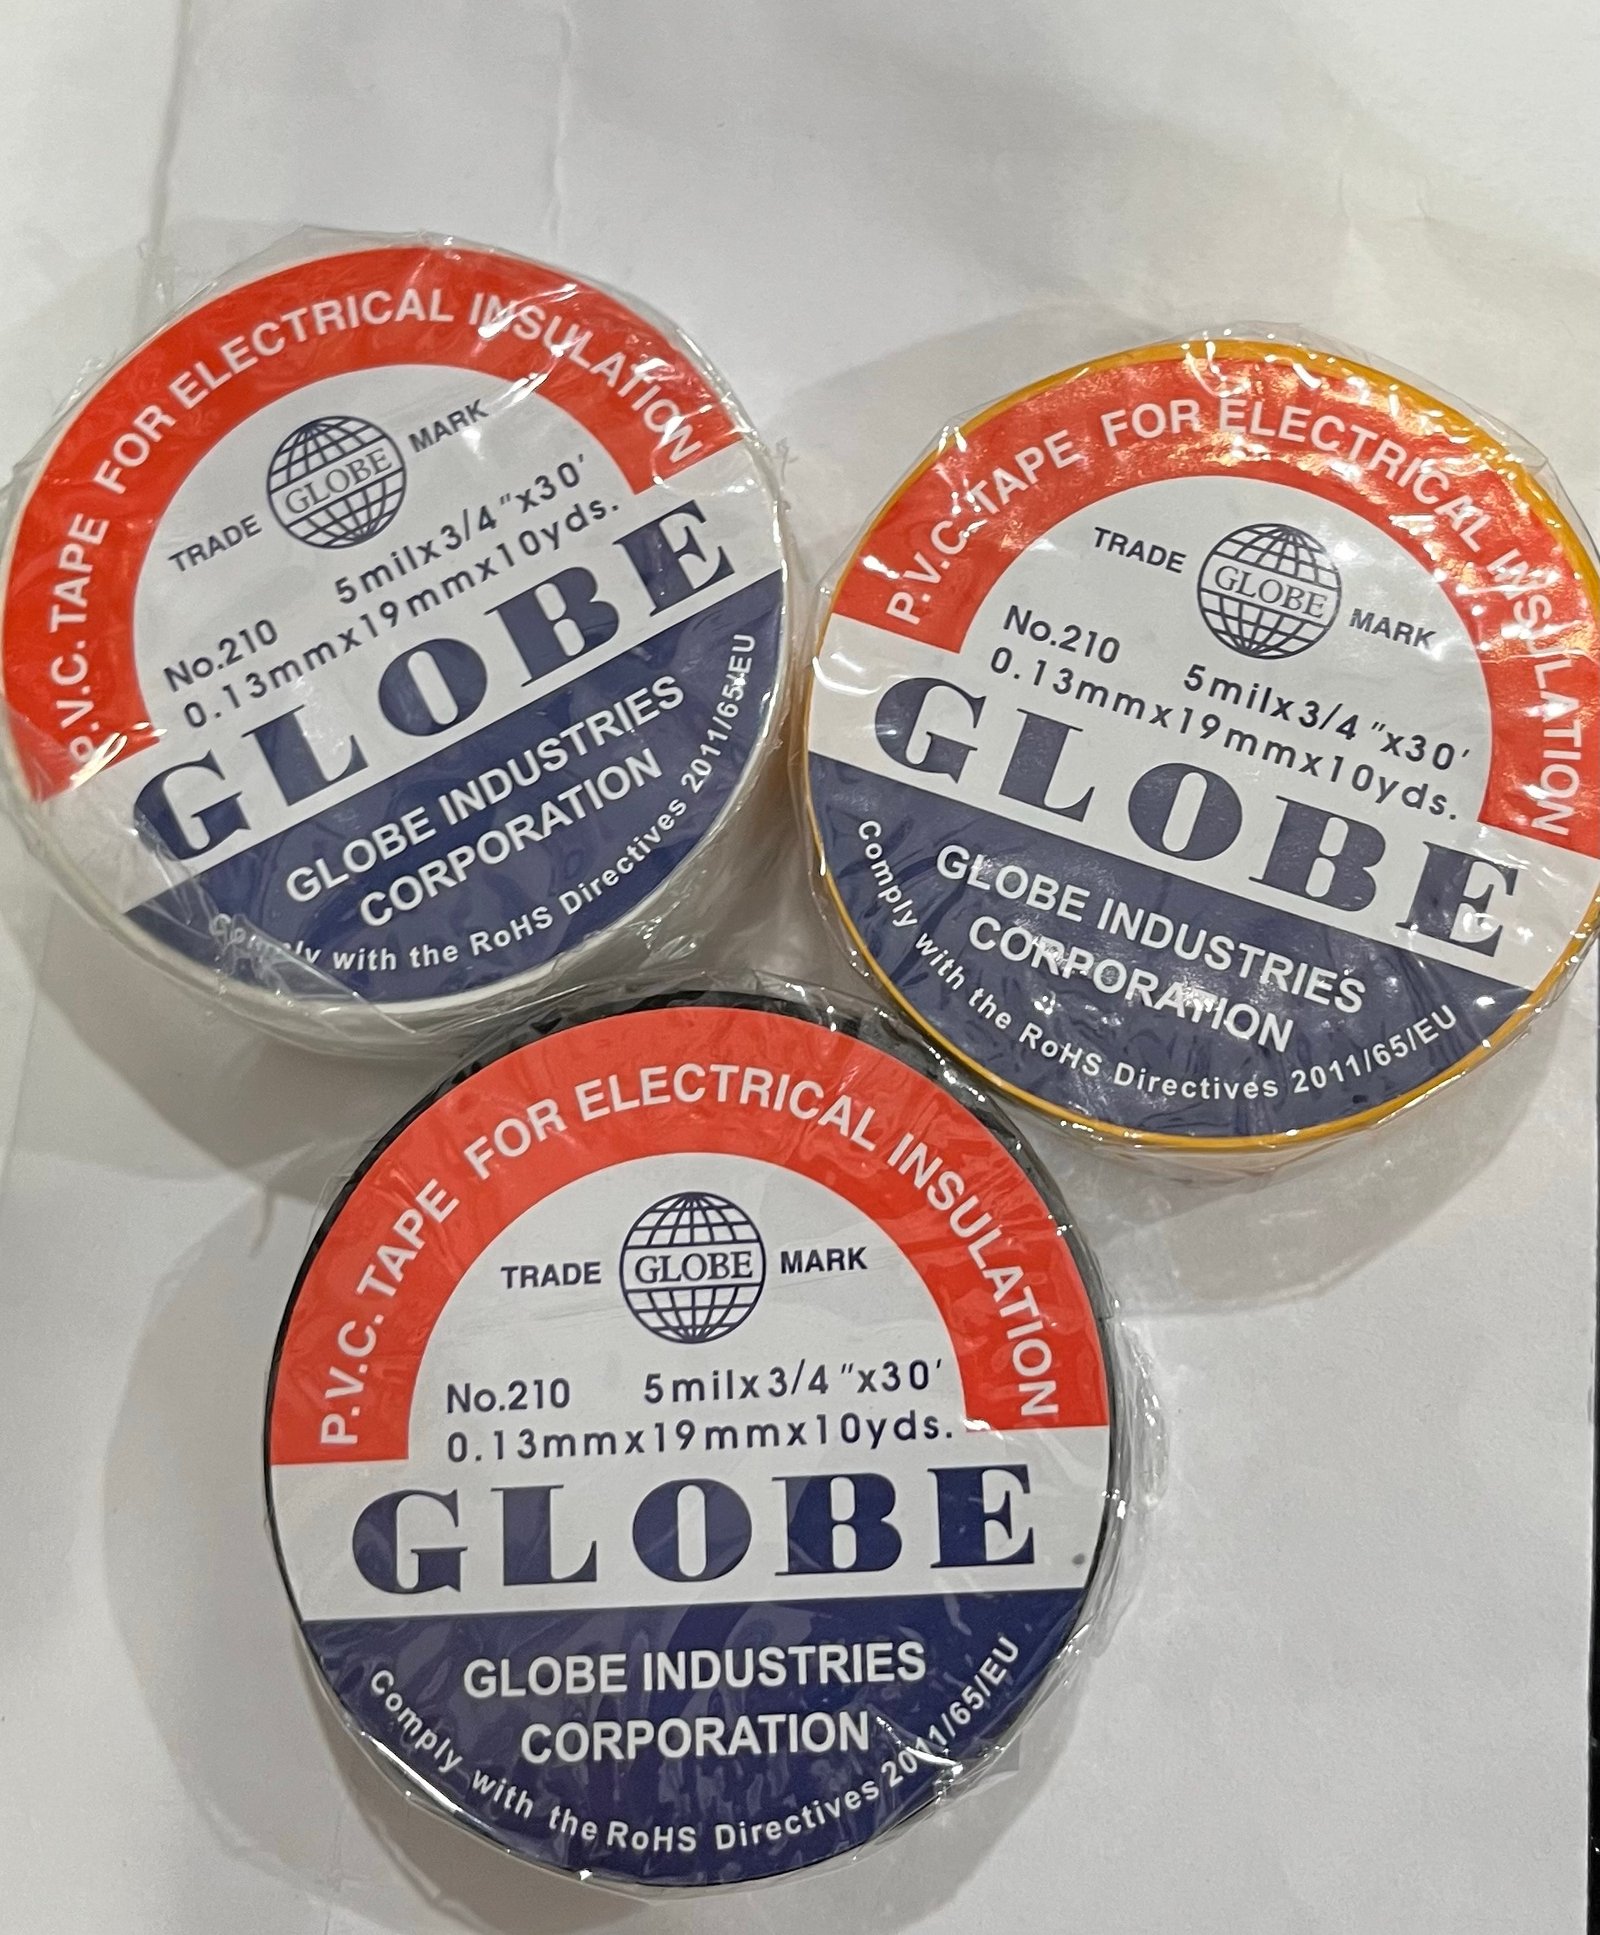 P.V.C. TAPE FOR ELECTRICAL INSULATION
TRADE GLOBE MARK
No.210 5milx3/4"x30'
0.13mmx19mmx10yds.
GLOBE
GLOBE INDUSTRIES
CORPORATION
Comply with the RoHS Directives 2011/65/EU
P.V.C. TAPE FOR ELECTRICAL INSULATION
TRADE GLOBE MARK
No.210 5milx3/4"x30'
0.13mmx19mmx10yds.
GLOBE
GLOBE INDUSTRIES
CORPORATION
Comply with the RoHS Directives 2011/65/EU
P.V.C. TAPE FOR ELECTRICAL INSULATION
TRADE GLOBE MARK
No.210 5milx3/4"x30'
0.13mmx19mmx10yds.
GLOBE
GLOBE INDUSTRIES
CORPORATION
Comply with the RoHS Directives 2011/65/EU